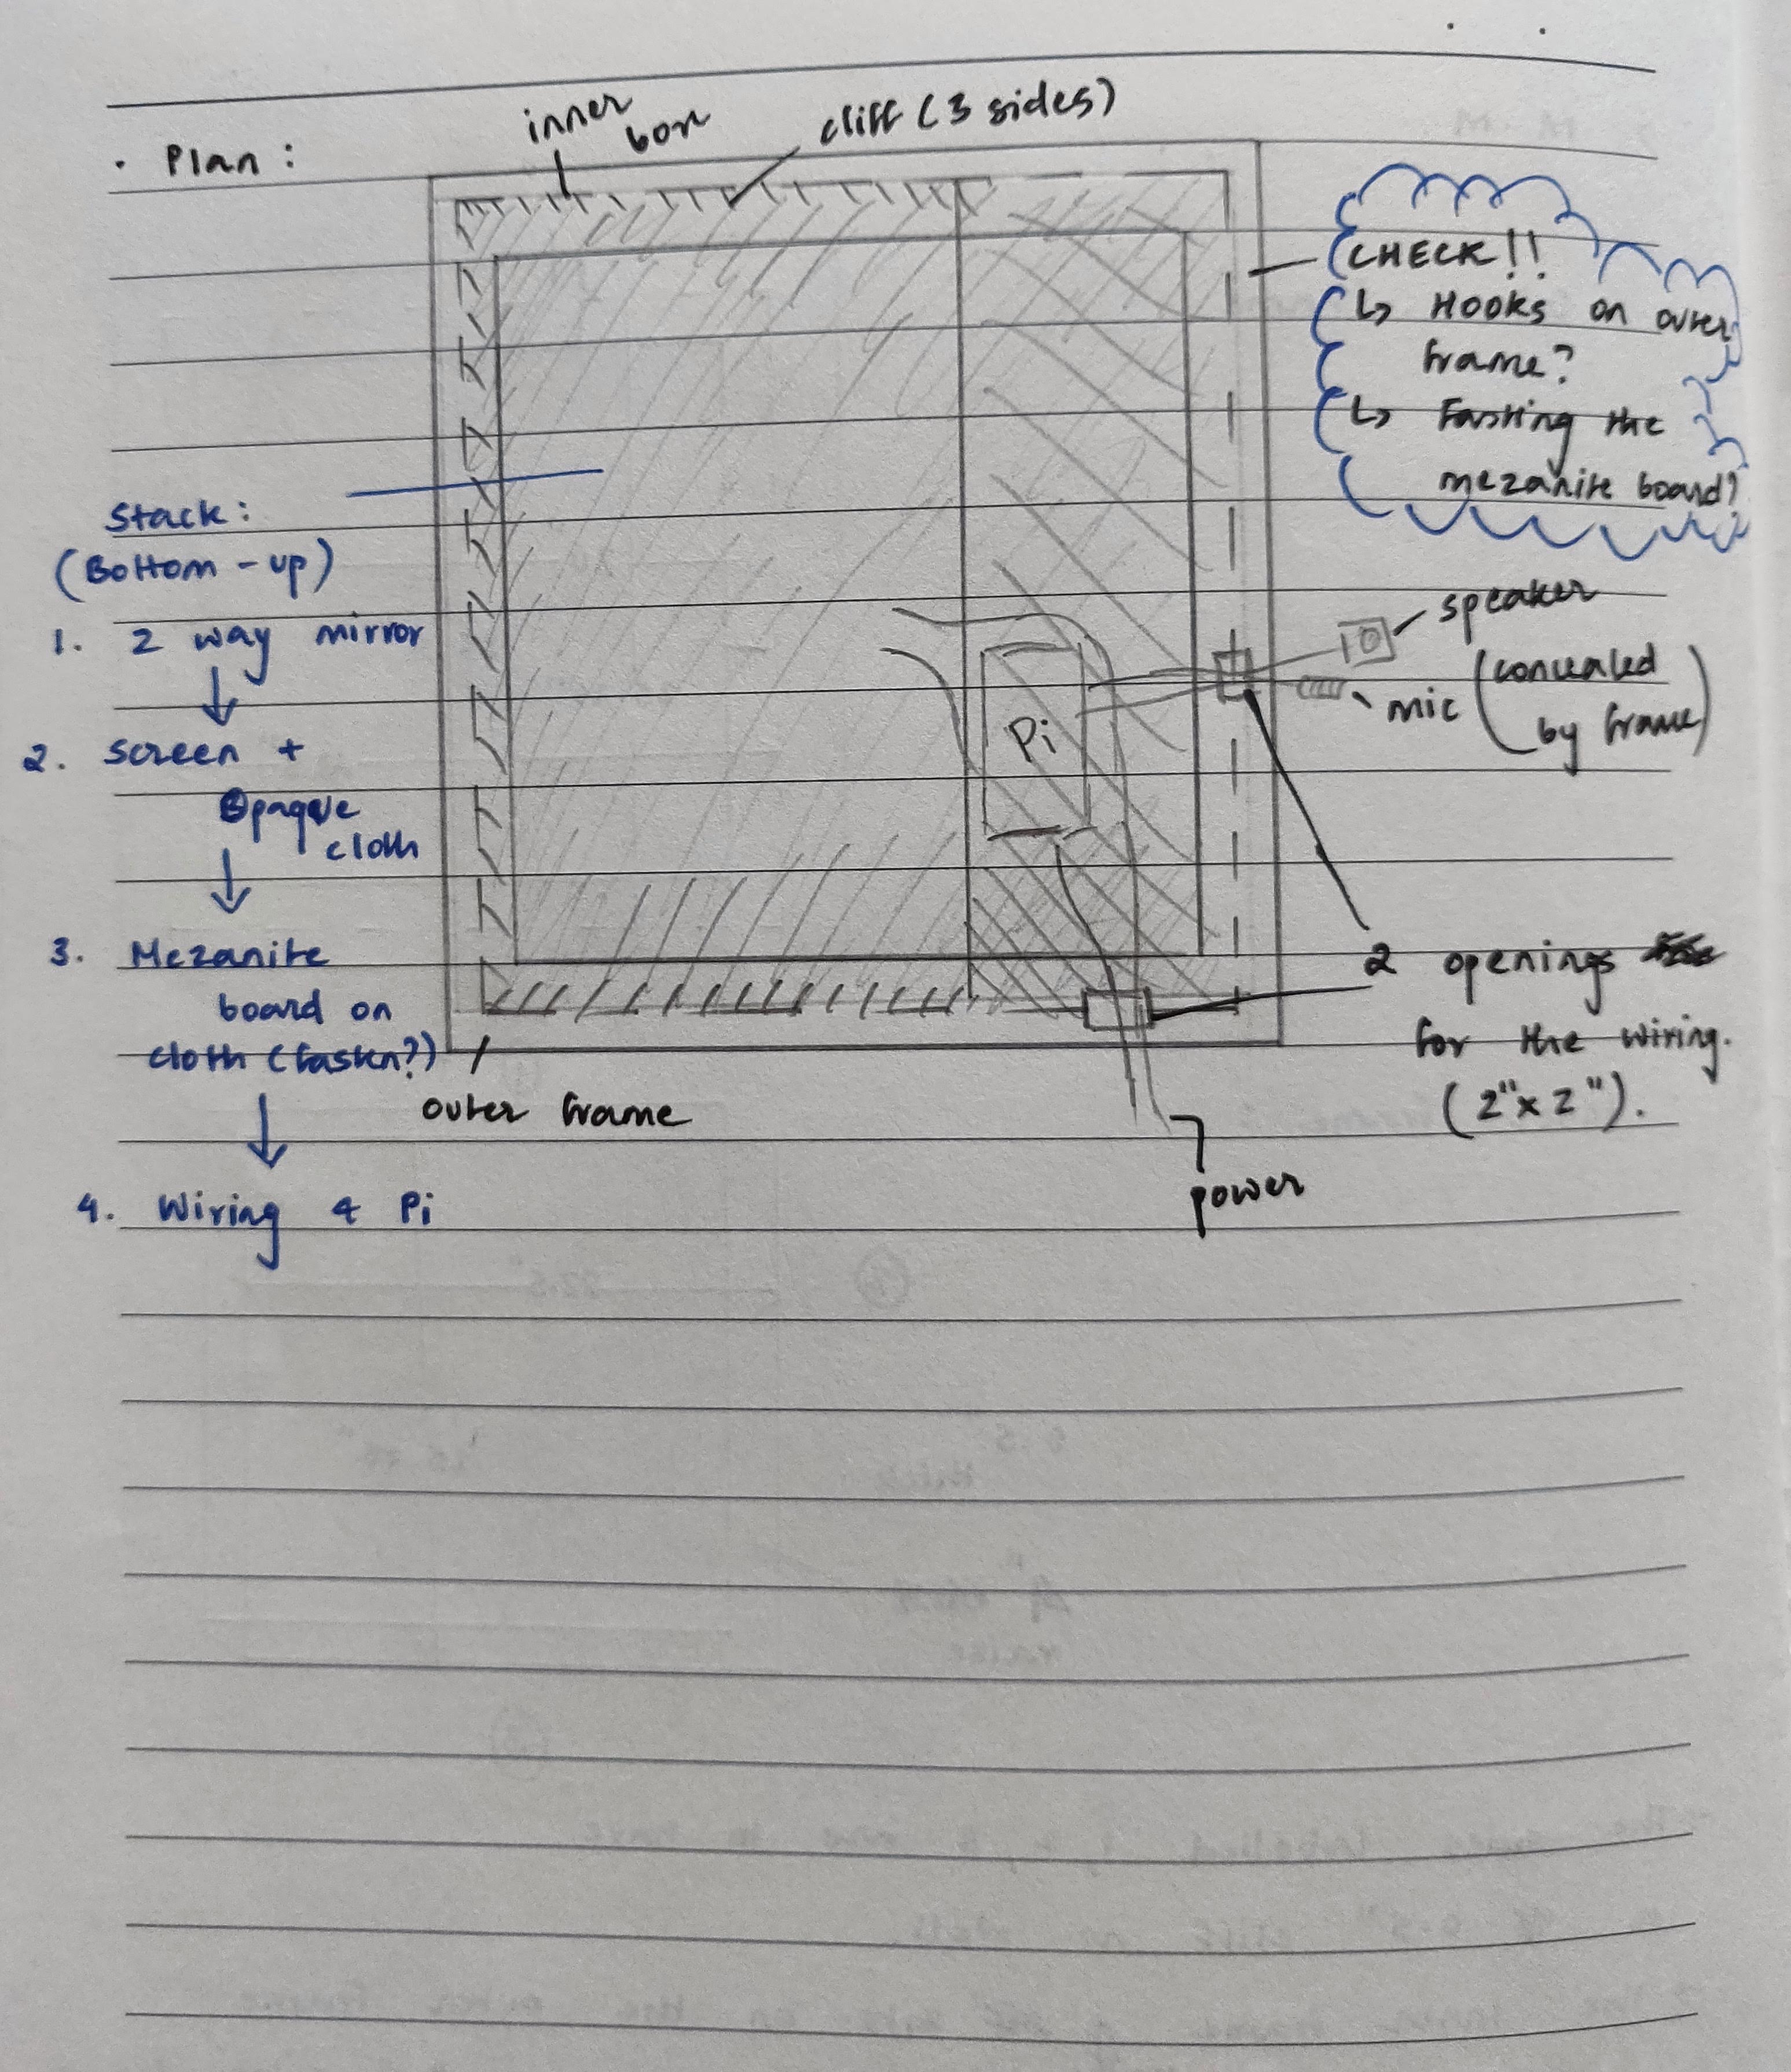 inner
box
cliff (3 sides)
. Plan :
CHECK!!
↳ Hooks on outer
frame?
↳ Fasting the
mezanite board?
Stack:
(Bottom-up)
1. 2 way mirror
↓
2. Screen +
Opaque
cloth
↓
3. Mezanite
board on
cloth (fasten?)
↓
4. Wiring & Pi
Pi
speaker
mic (concealed
by frame)
2 openings
for the wiring.
(2"x2").
outer frame
power